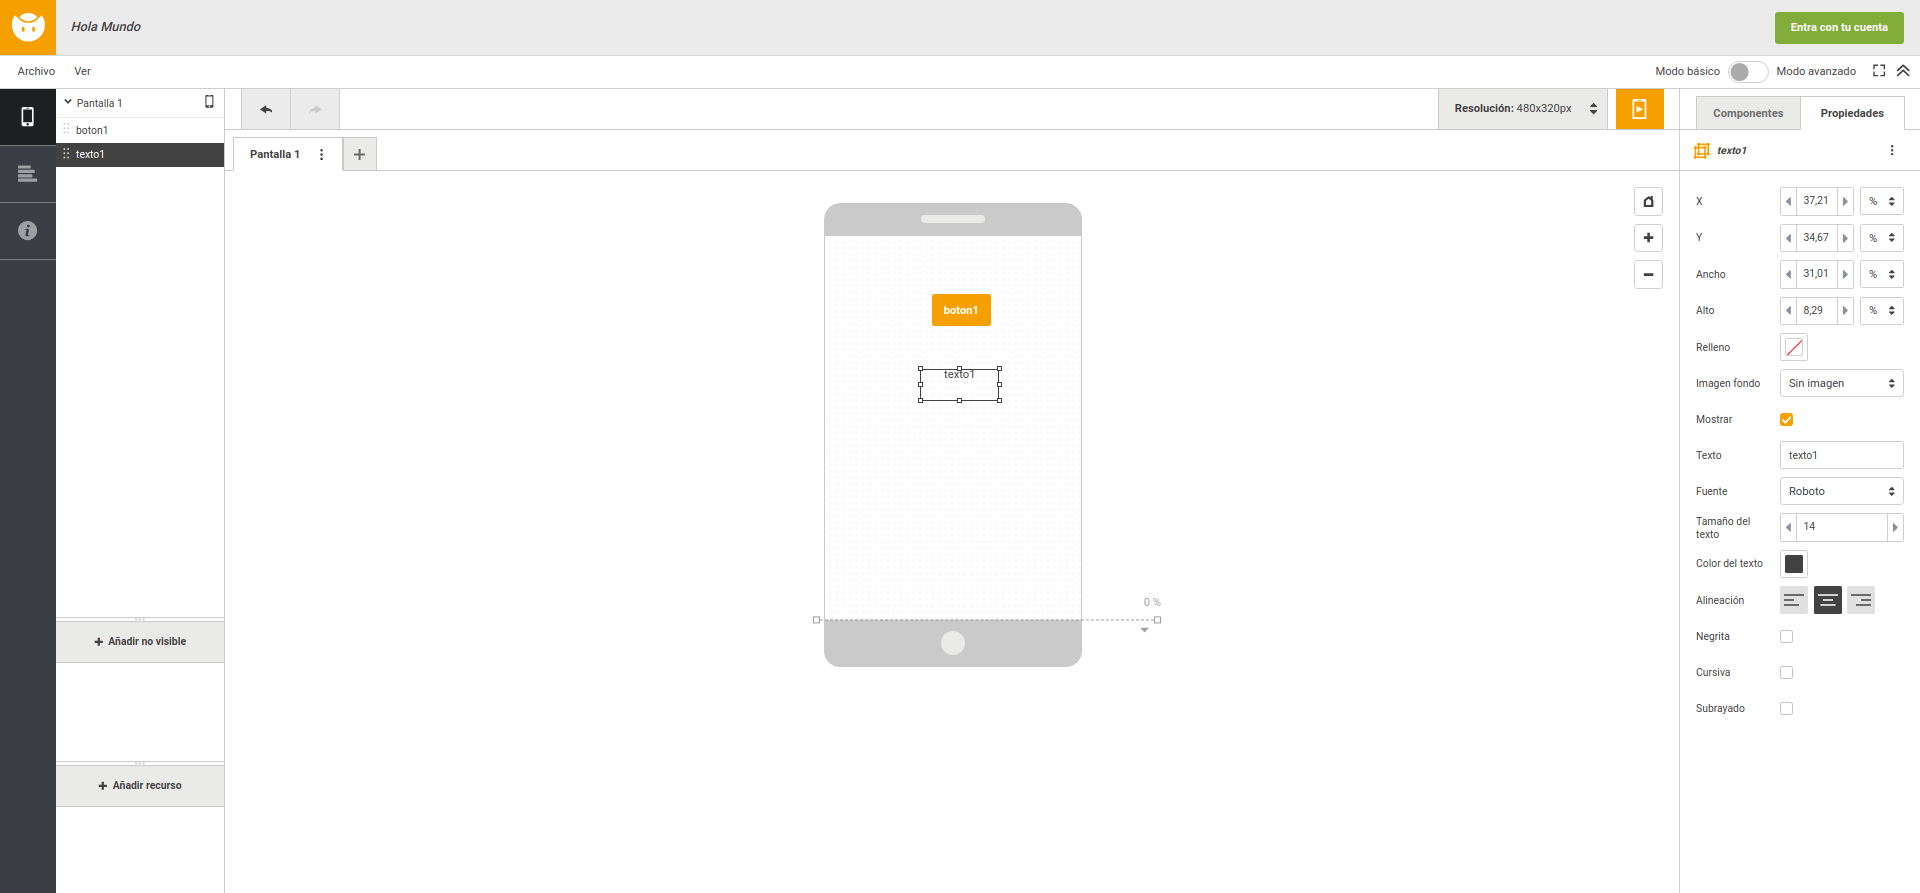 Hola Mundo
Entra con tu cuenta
Archivo Ver
Modo básico Modo avanzado
Pantalla 1
boton1
texto1
Añadir no visible
Añadir recurso
Resolución: 480x320px
Pantalla 1
boton1
texto1
0 %
Componentes Propiedades
texto1
X 37,21 %
Y 34,67 %
Ancho 31,01 %
Alto 8,29 %
Relleno
Imagen fondo Sin imagen
Mostrar
Texto texto1
Fuente Roboto
Tamaño del
texto 14
Color del texto
Alineación
Negrita
Cursiva
Subrayado